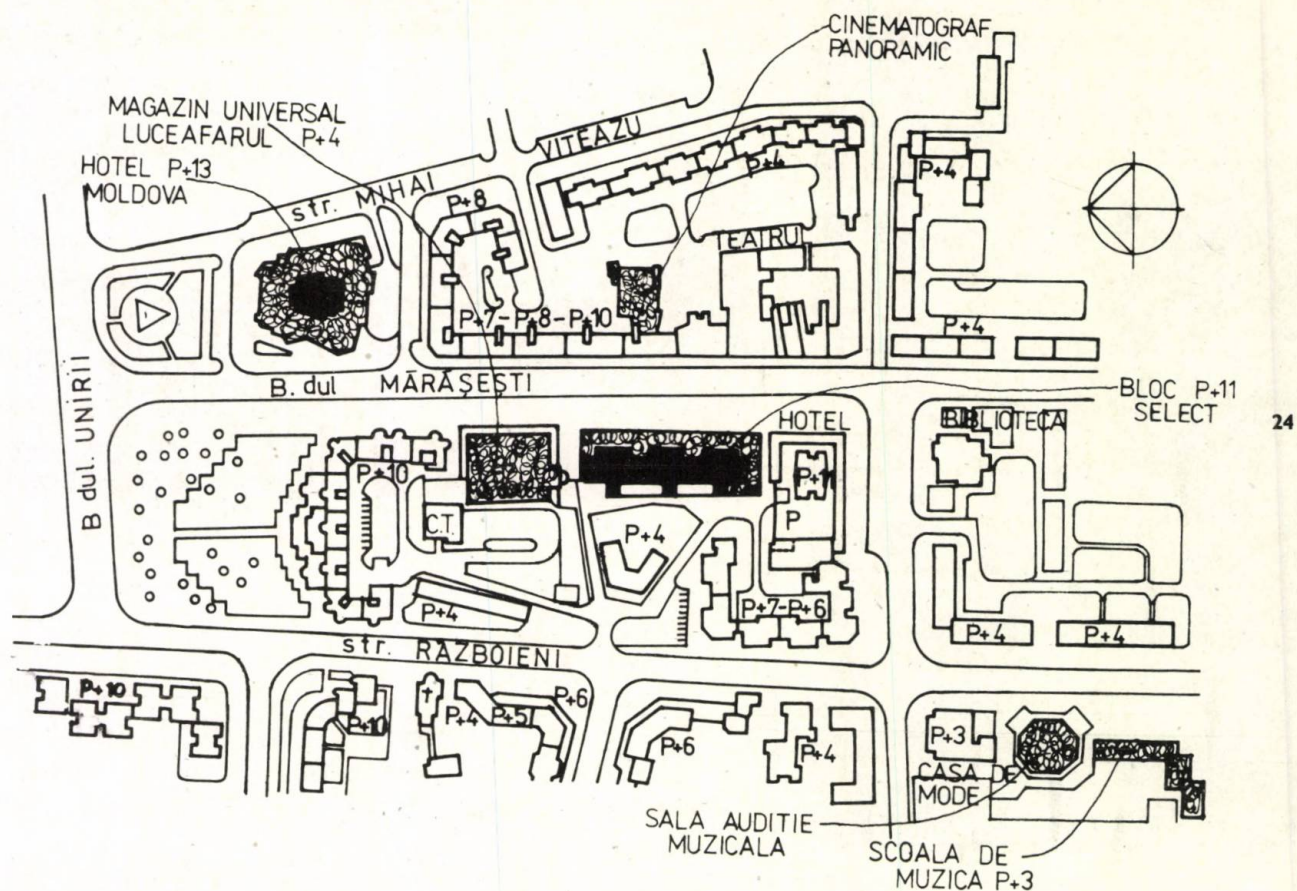 CINEMATOGRAF
PANORAMIC
MAGAZIN UNIVERSAL
LUCEAFARUL P+4
HOTEL P+13
MOLDOVA
str. MIHAI
VITEAZU
P+8
P+4
P+4
TEATRU
P+7-P+8-P+10
P+4
B. dul MĂRĂȘEȘTI
B dul. UNIRII
BLOC P+11
SELECT
24
HOTEL
BIBLIOTECA
P+10
P+11
C.T.
P
P+4
P+4
P+7-P+6
P+4
P+4
str. RĂZBOIENI
P+10
P+10
P+4
P+5
P+6
P+6
P+4
P+3
CASA DE
MODE
SALA AUDITIE
MUZICALA
SCOALA DE
MUZICA P+3